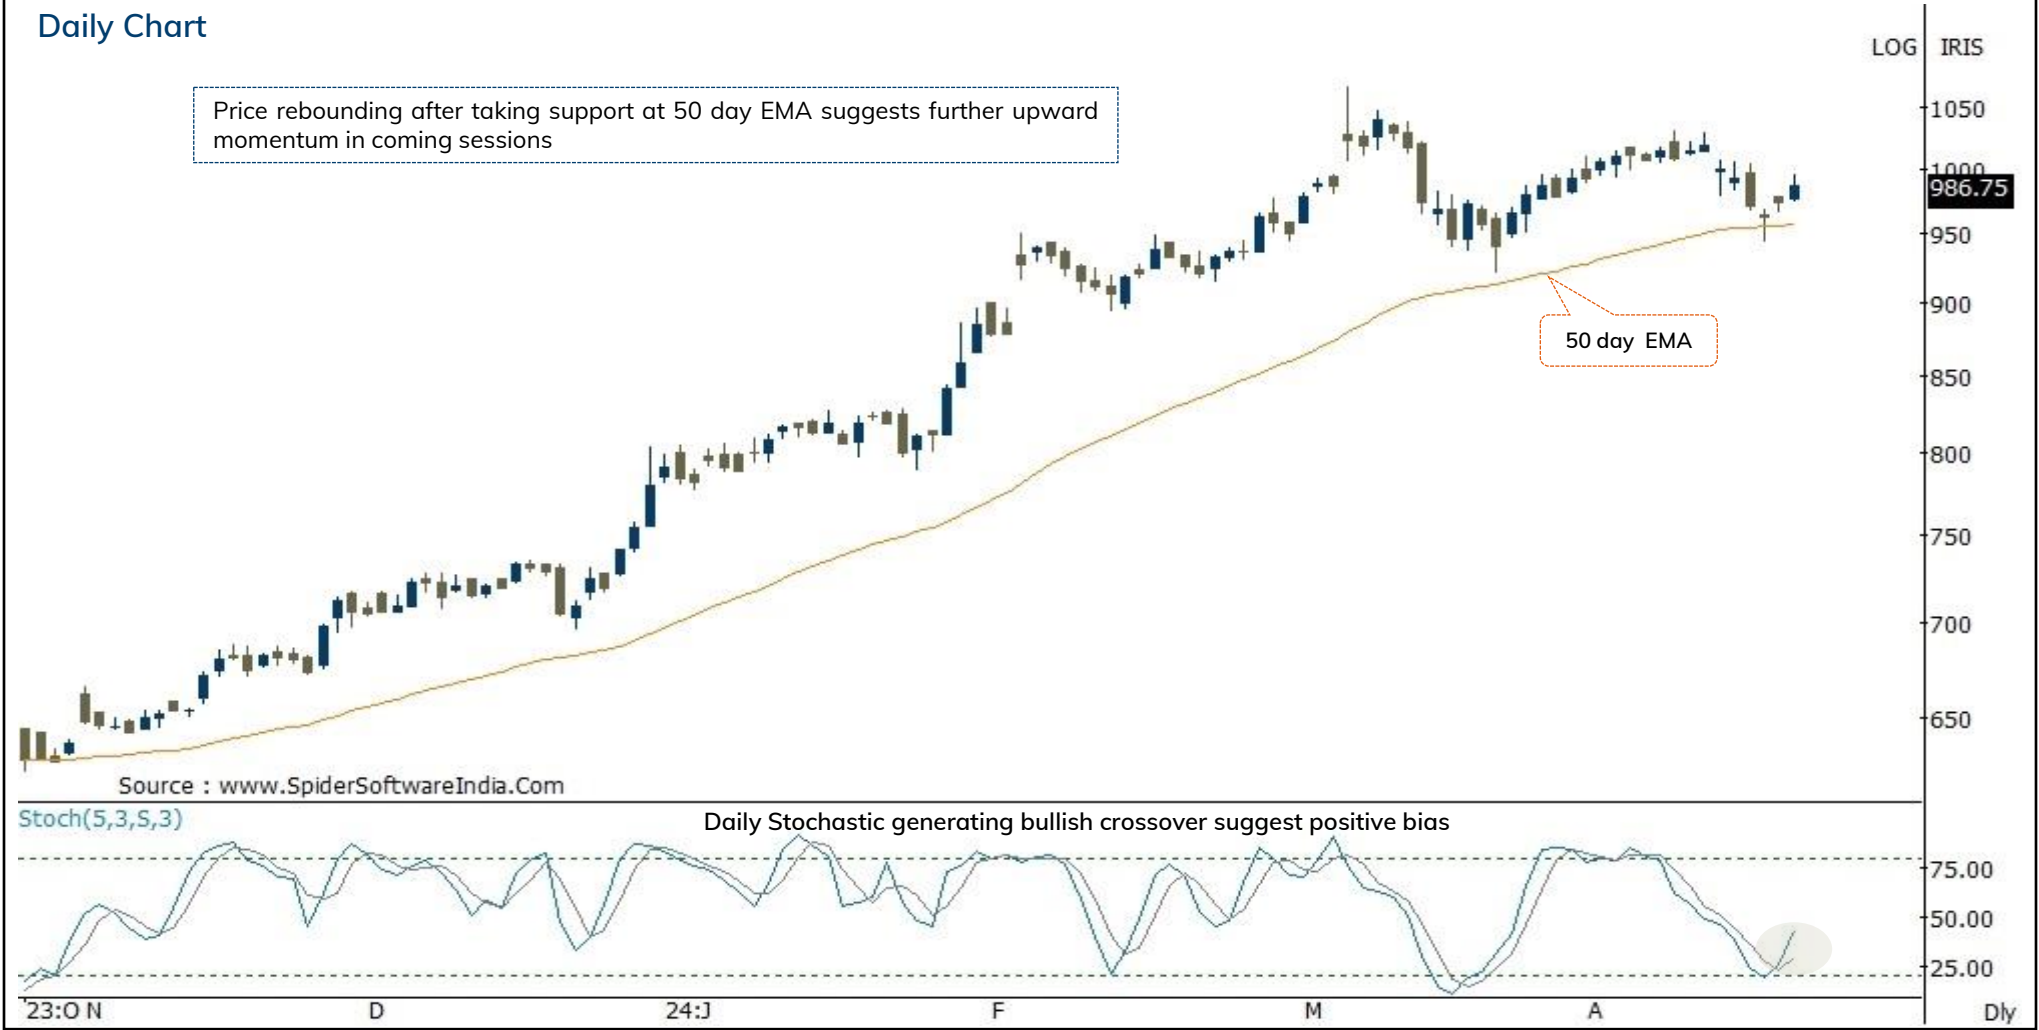 Daily Chart
LOG IRIS
Price rebounding after taking support at 50 day EMA suggests further upward
momentum in coming sessions
1050
1000
986.75
950
900
50 day EMA
850
800
750
700
650
Source : www.SpiderSoftwareIndia.Com
Stoch(5,3,S,3)
Daily Stochastic generating bullish crossover suggest positive bias
75.00
50.00
25.00
'23:O N D 24:J F M A Dly